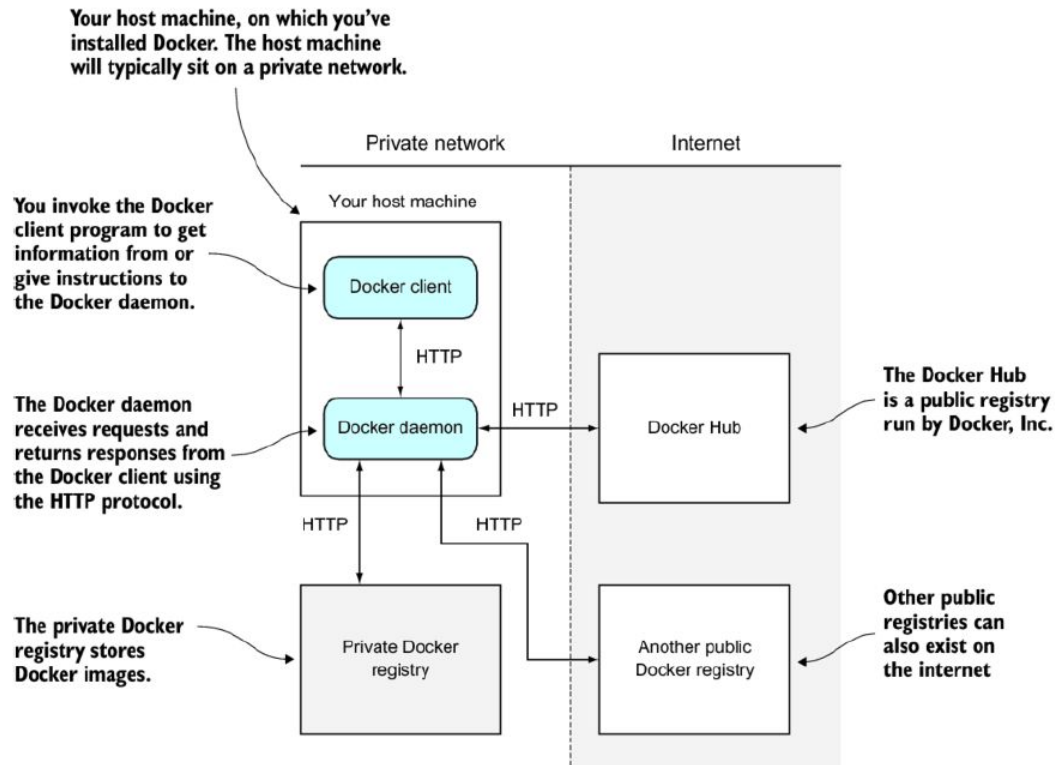 Your host machine, on which you've
installed Docker. The host machine
will typically sit on a private network.
Private network
Internet
Your host machine
You invoke the Docker
client program to get
information from or
give instructions to
the Docker daemon.
Docker client
HTTP
The Docker daemon
receives requests and
returns responses from
the Docker client using
the HTTP protocol.
Docker daemon
HTTP
Docker Hub
The Docker Hub
is a public registry
run by Docker, Inc.
HTTP
HTTP
The private Docker
registry stores
Docker images.
Private Docker
registry
Another public
Docker registry
Other public
registries can
also exist on
the internet